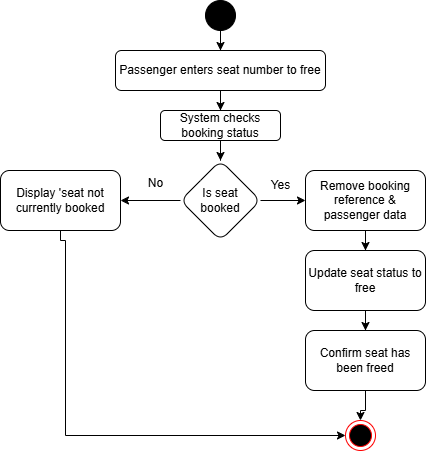 Passenger enters seat number to free
System checks
booking status
No
Is seat
booked
Yes
Display 'seat not
currently booked
Remove booking
reference &
passenger data
Update seat status to
free
Confirm seat has
been freed